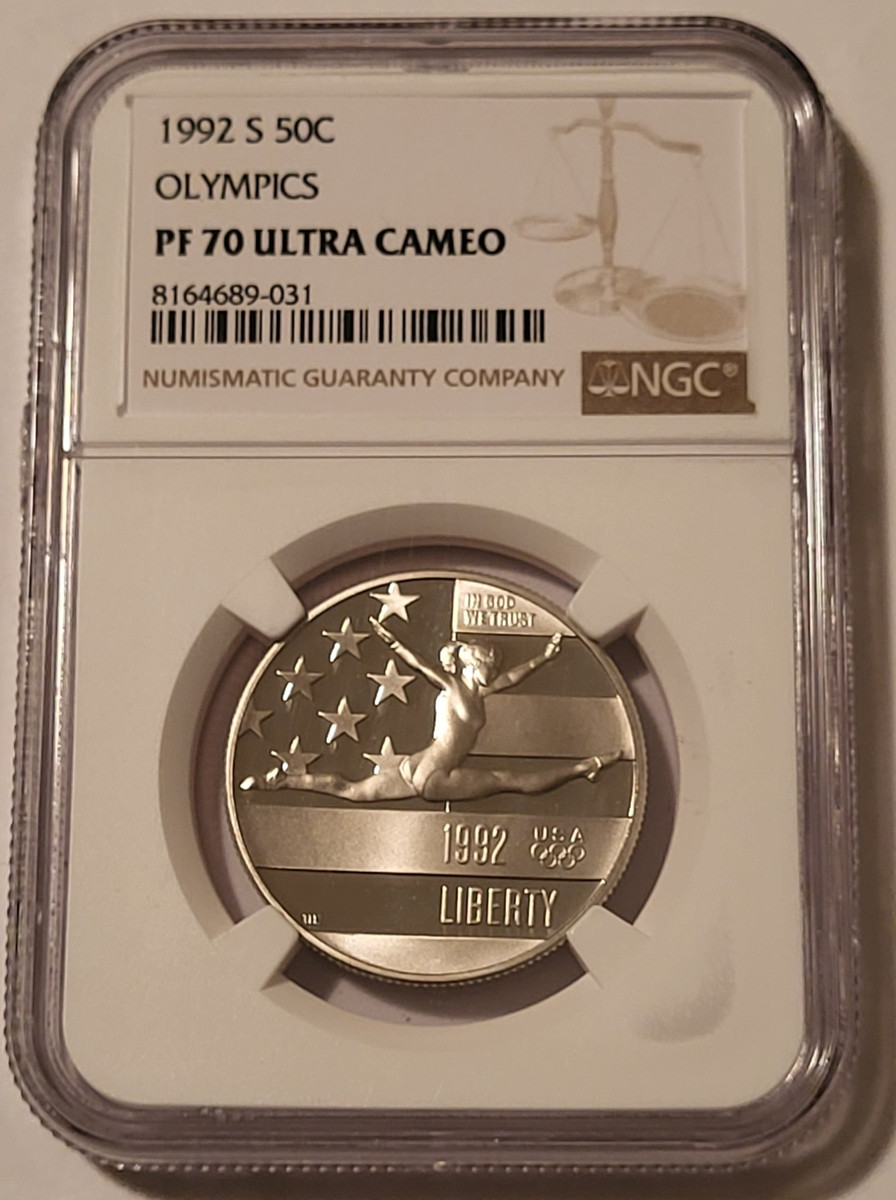 1992 S 50C
OLYMPICS
PF 70 ULTRA CAMEO
8164689-031
NUMISMATIC GUARANTY COMPANY
NGC®
IN GOD
WE TRUST
1992
USA
LIBERTY